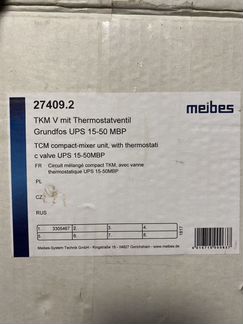 27409.2
meibes
TKM V mit Thermostatventil
Grundfos UPS 15-50 MBP
TCM compact-mixer unit, with thermostati
c valve UPS 15-50MBP
FR Circuit mélangé compact TKM, avec vanne
thermostatique UPS 15-50MBP
PL
CZ
RUS
1. 3305467 2. 3. 4.
5. 6. 7. 8.
1817
Meibes-System-Technik GmbH - Ringstraße 18 - 04827 Gerichshain - www.meibes.de